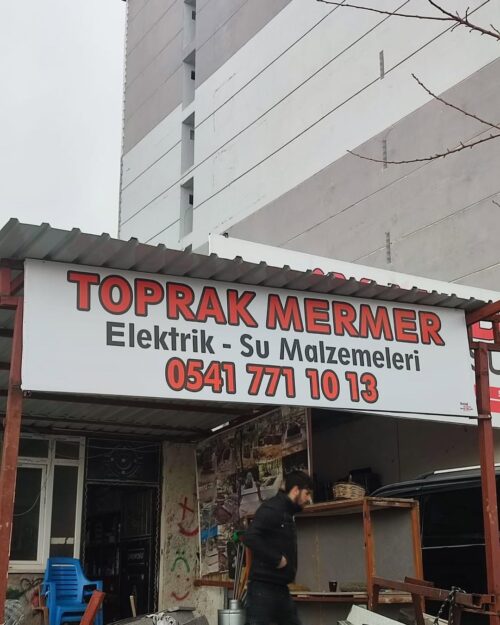 TOPRAK MERMER
Elektrik - Su Malzemeleri
0541 771 10 13